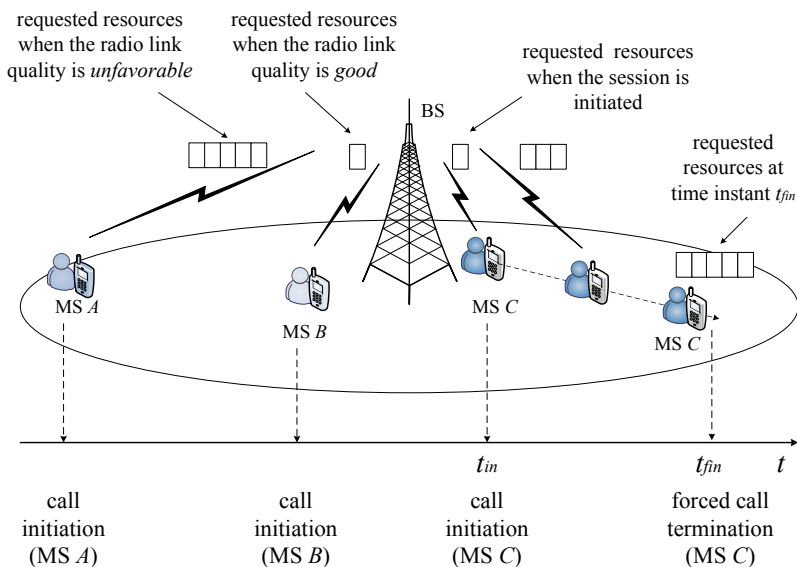 requested resources
when the radio link
quality is unfavorable
requested resources
when the radio link
quality is good
requested resources
when the session is
initiated
BS
requested
resources at
time instant tfin
MS A
MS B
MS C
MS C
tin
tfin
t
call
initiation
(MS A)
call
initiation
(MS B)
call
initiation
(MS C)
forced call
termination
(MS C)